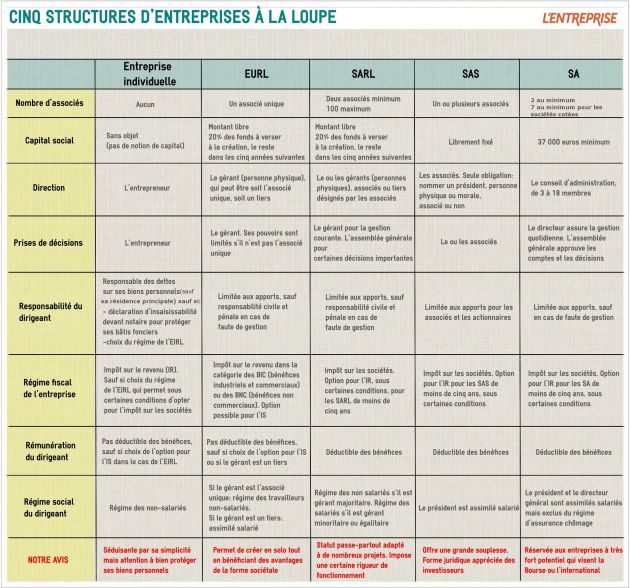 CINQ STRUCTURES D'ENTREPRISES À LA LOUPE
L'ENTREPRISE
Entreprise
individuelle
EURL
SARL
SAS
SA
Nombre d'associés
Aucun
Un associé unique
Deux associés minimum
100 maximum
Un ou plusieurs associés
2 au minimum
7 au minimum pour les
sociétés cotées
Capital social
Sans objet
(pas de notion de capital)
Montant libre
20% des fonds à verser
à la création, le reste
dans les cinq années suivantes
Montant libre
20% des fonds à verser
à la création, le reste
dans les cinq années suivantes
Librement fixé
37 000 euros minimum
Direction
L'entrepreneur
Le gérant (personne physique),
qui peut être soit l'associé
unique, soit un tiers
Le ou les gérants (personnes
physiques), associés ou tiers
désignés par les associés
Les associés. Seule obligation:
nommer un président, personne
physique ou morale,
associé ou non
Le conseil d'administration,
de 3 à 18 membres
Prises de décisions
L'entrepreneur
Le gérant. Ses pouvoirs sont
limités s'il n'est pas l'associé
unique
Le gérant pour la gestion
courante. L'assemblée générale
pour
certaines décisions importantes
Le ou les associés
Le directeur assure la gestion
quotidienne. L'assemblée
générale approuve les
comptes et les décisions
Responsabilité du
dirigeant
Responsable des dettes
sur ses biens personnels(sauf
sa résidence principale) sauf si:
- déclaration d'insaisissabilité
devant notaire pour protéger
ses bâtis fonciers
-choix du régime de l'EIRL
Limitée aux apports, sauf
responsabilité civile et
pénale en cas de
faute de gestion
Limitée aux apports, sauf
responsabilité civile et
pénale en cas de
faute de gestion
Limitée aux apports pour les
associés et les actionnaires
Limitée aux apports, sauf
en cas de faute de gestion
Régime fiscal
de l'entreprise
Impôt sur le revenu (IR).
Sauf si choix du régime
de l'EIRL qui permet sous
certaines conditions d'opter
pour l'impôt sur les sociétés
Impôt sur le revenu dans la
catégorie des BIC (bénéfices
industriels et commerciaux)
ou des BNC (bénéfices non
commerciaux). Option
possible pour l'IS
Impôt sur les sociétés.
Option pour l'IR, sous
certaines conditions, pour
les SARL de moins de
cinq ans
Impôt sur les sociétés. Option
pour l'IR pour les SAS de
moins de cinq ans, sous
certaines conditions
Impôt sur les sociétés. Option
pour l'IR pour les SA de
moins de cinq ans, sous
certaines conditions
Rémunération
du dirigeant
Pas déductible des bénéfices,
sauf si choix de l'option pour
l'IS dans le cas de l'EIRL
Pas déductible des bénéfices,
sauf si choix de l'option pour l'IS
ou si le gérant est un tiers
Déductible des bénéfices
Déductible des bénéfices
Déductible des bénéfices
Régime social
du dirigeant
Régime des non-salariés
Si le gérant est l'associé
unique: régime des travailleurs
non-salariés.
Si le gérant est un tiers:
assimilé salarié
Régime des non salariés s'il est
gérant majoritaire. Régime des
salariés s'il est gérant
minoritaire ou égalitaire
Le président est assimilé salarié
Le président et le directeur
général sont assimilés salariés
mais exclus du régime
d'assurance chômage
NOTRE AVIS
Séduisante par sa simplicité
mais attention à bien protéger
ses biens personnels
Permet de créer en solo tout
en bénéficiant des avantages
de la forme sociétale
Statut passe-partout adapté
à de nombreux projets. Impose
une certaine rigueur de
fonctionnement
Offre une grande souplesse.
Forme juridique appréciée des
investisseurs
Réservée aux entreprises à très
fort potentiel qui visent la
Bourse ou l'international